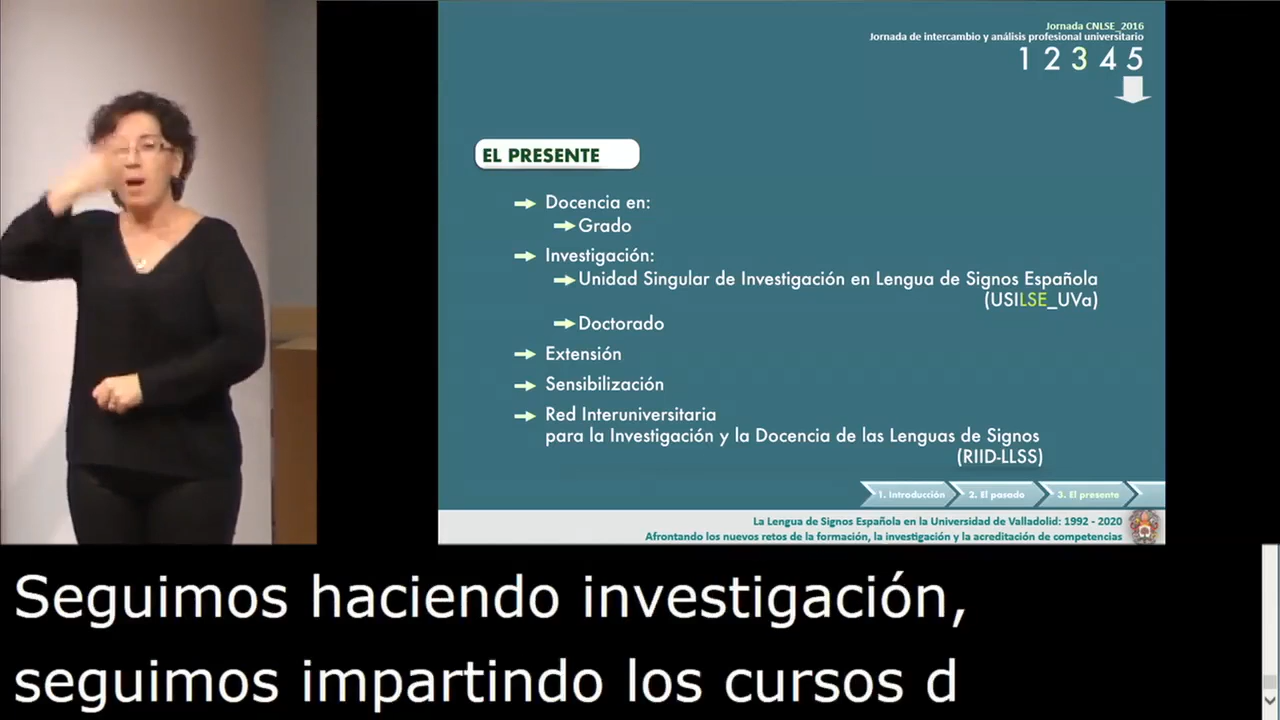 Jornada CNLSE_2016
Jornada de intercambio y análisis profesional universitario
1 2 3 4 5
EL PRESENTE
Docencia en:
Grado
Investigación:
Unidad Singular de Investigación en Lengua de Signos Española
(USILSE_UVa)
Doctorado
Extensión
Sensibilización
Red Interuniversitaria
para la Investigación y la Docencia de las Lenguas de Signos
(RIID-LLSS)
1. Introducción 2. El pasado 3. El presente
La Lengua de Signos Española en la Universidad de Valladolid: 1992 - 2020
Afrontando los nuevos retos de la formación, la investigación y la acreditación de competencias
Seguimos haciendo investigación,
seguimos impartindo los cursos d